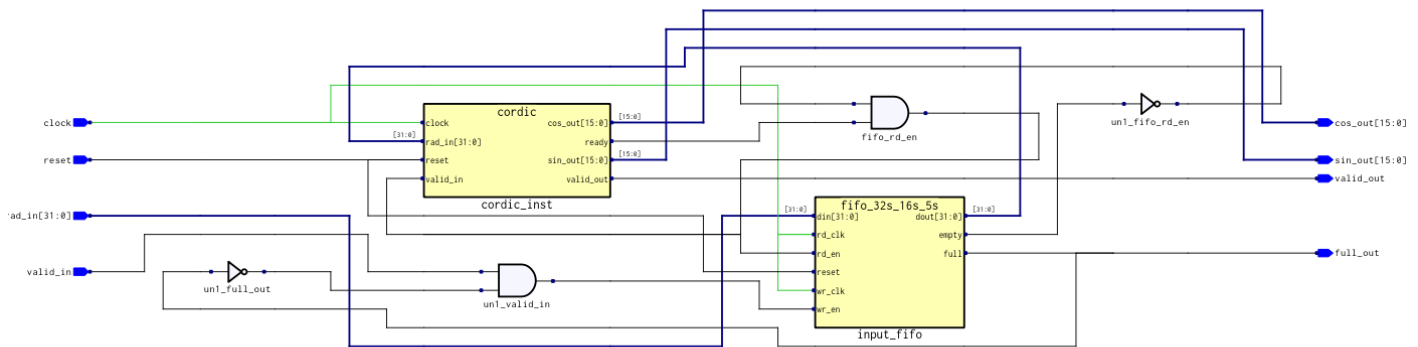 cordic
clock
[31:0]
rad_in[31:0]
reset
valid_in
cos_out[15:0]
[15:0]
ready
sin_out[15:0]
[15:0]
valid_out
cordic_inst
fifo_rd_en
un1_fifo_rd_en
clock
reset
rad_in[31:0]
valid_in
un1_full_out
un1_valid_in
fifo_32s_16s_5s
[31:0]
din[31:0]
rd_clk
rd_en
reset
wr_clk
wr_en
dout[31:0]
[31:0]
empty
full
input_fifo
cos_out[15:0]
sin_out[15:0]
valid_out
full_out